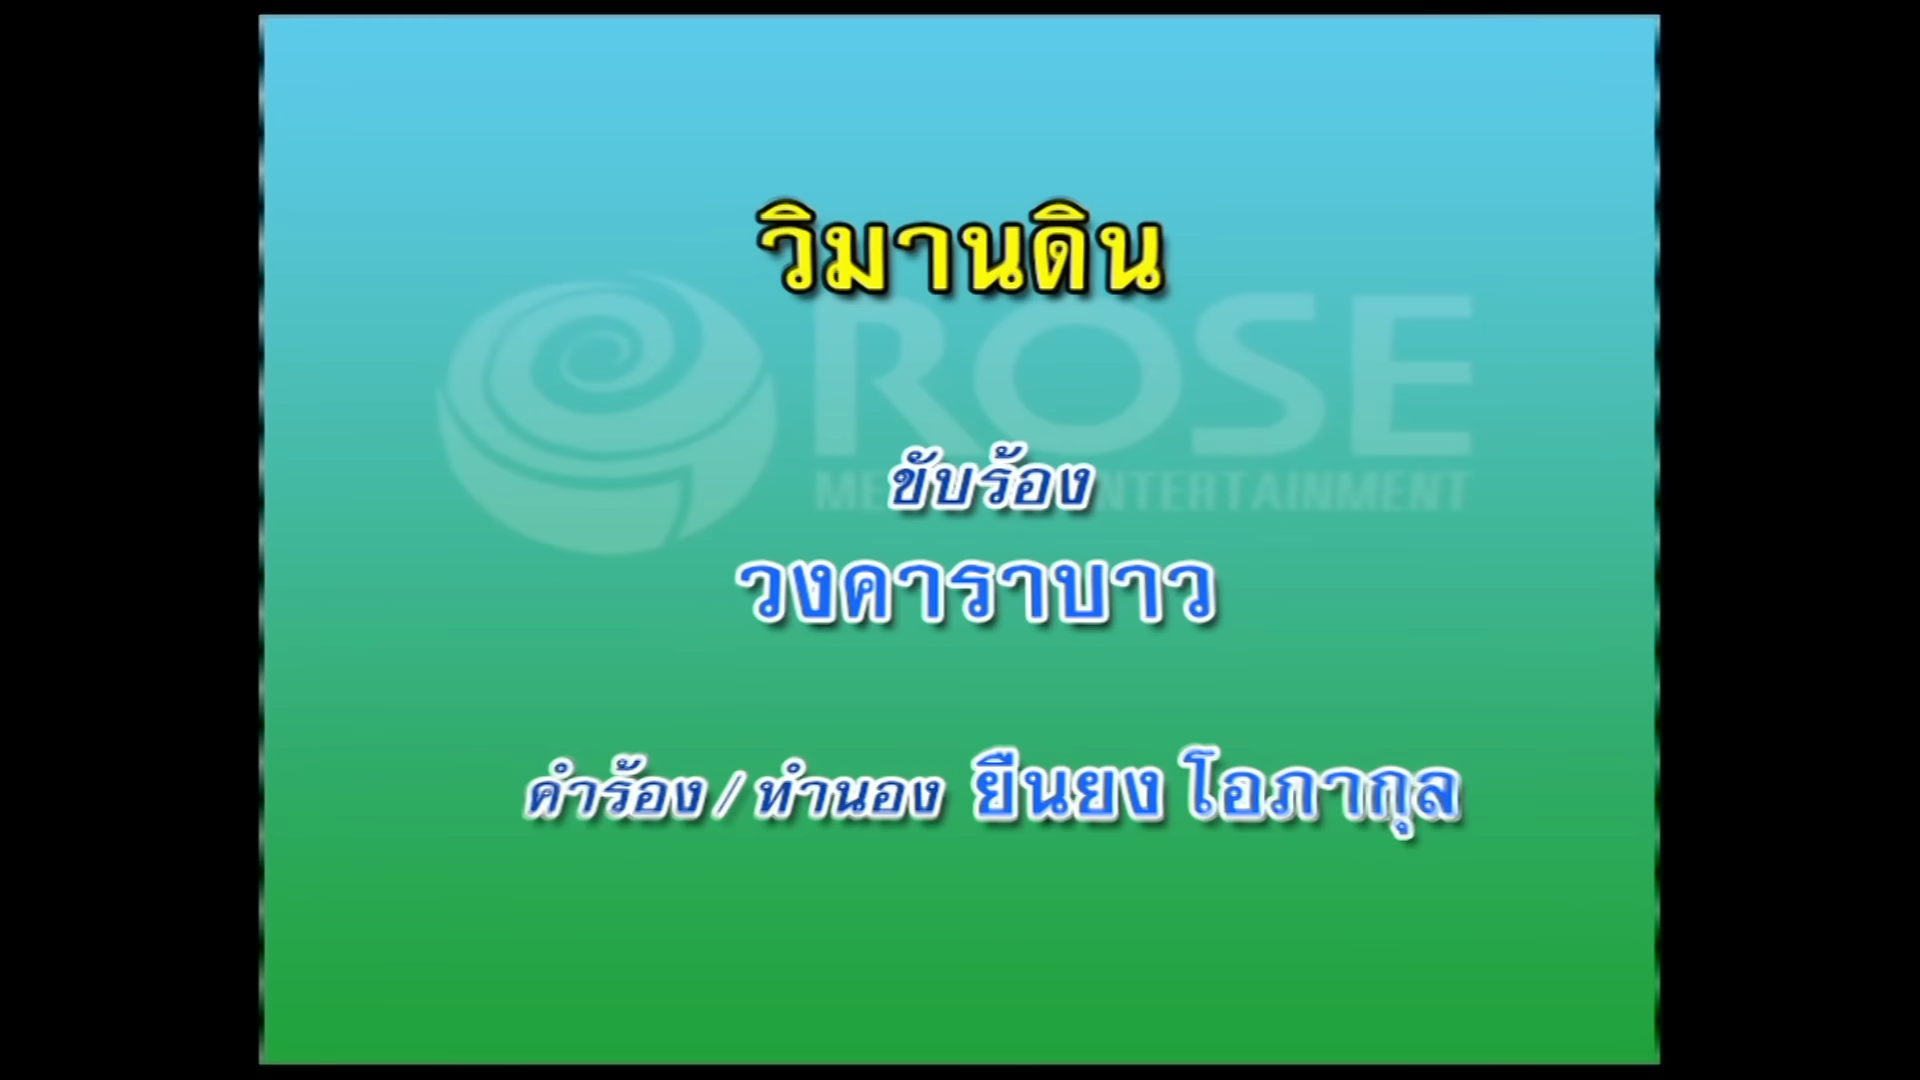 วิมานดิน
ROSE
MEDIA ENTERTAINMENT
ขับร้อง
วงคาราบาว
คำร้อง / ทำนอง ยืนยง โอภากุล